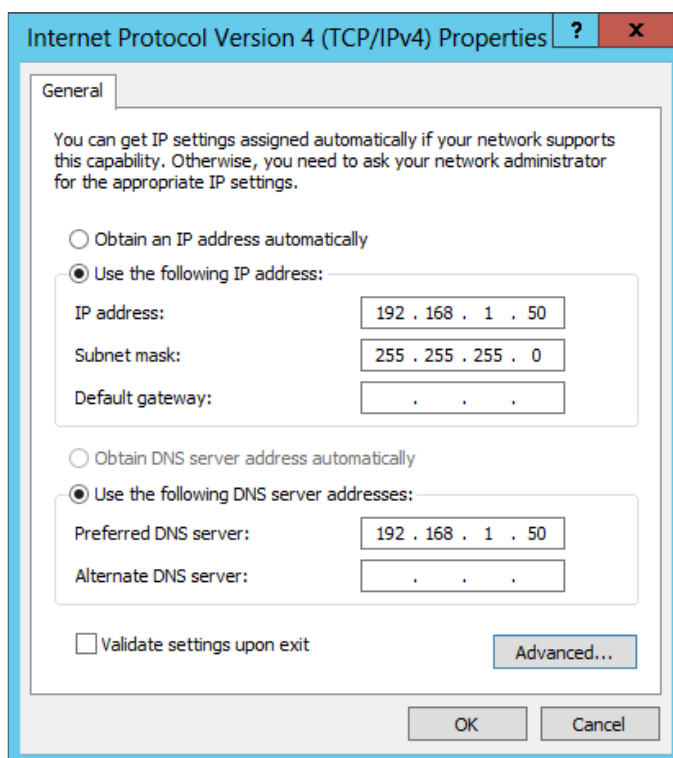 Internet Protocol Version 4 (TCP/IPv4) Properties ? x
General
You can get IP settings assigned automatically if your network supports
this capability. Otherwise, you need to ask your network administrator
for the appropriate IP settings.
Obtain an IP address automatically
Use the following IP address:
IP address: 192 . 168 . 1 . 50
Subnet mask: 255 . 255 . 255 . 0
Default gateway: . . .
Obtain DNS server address automatically
Use the following DNS server addresses:
Preferred DNS server: 192 . 168 . 1 . 50
Alternate DNS server: . . .
Validate settings upon exit
Advanced...
OK Cancel